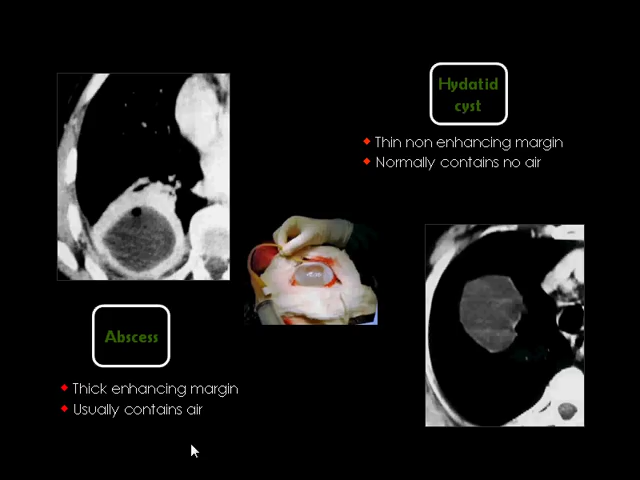 Hydatid
cyst
Thin non enhancing margin
Normally contains no air
Abscess
Thick enhancing margin
Usually contains air